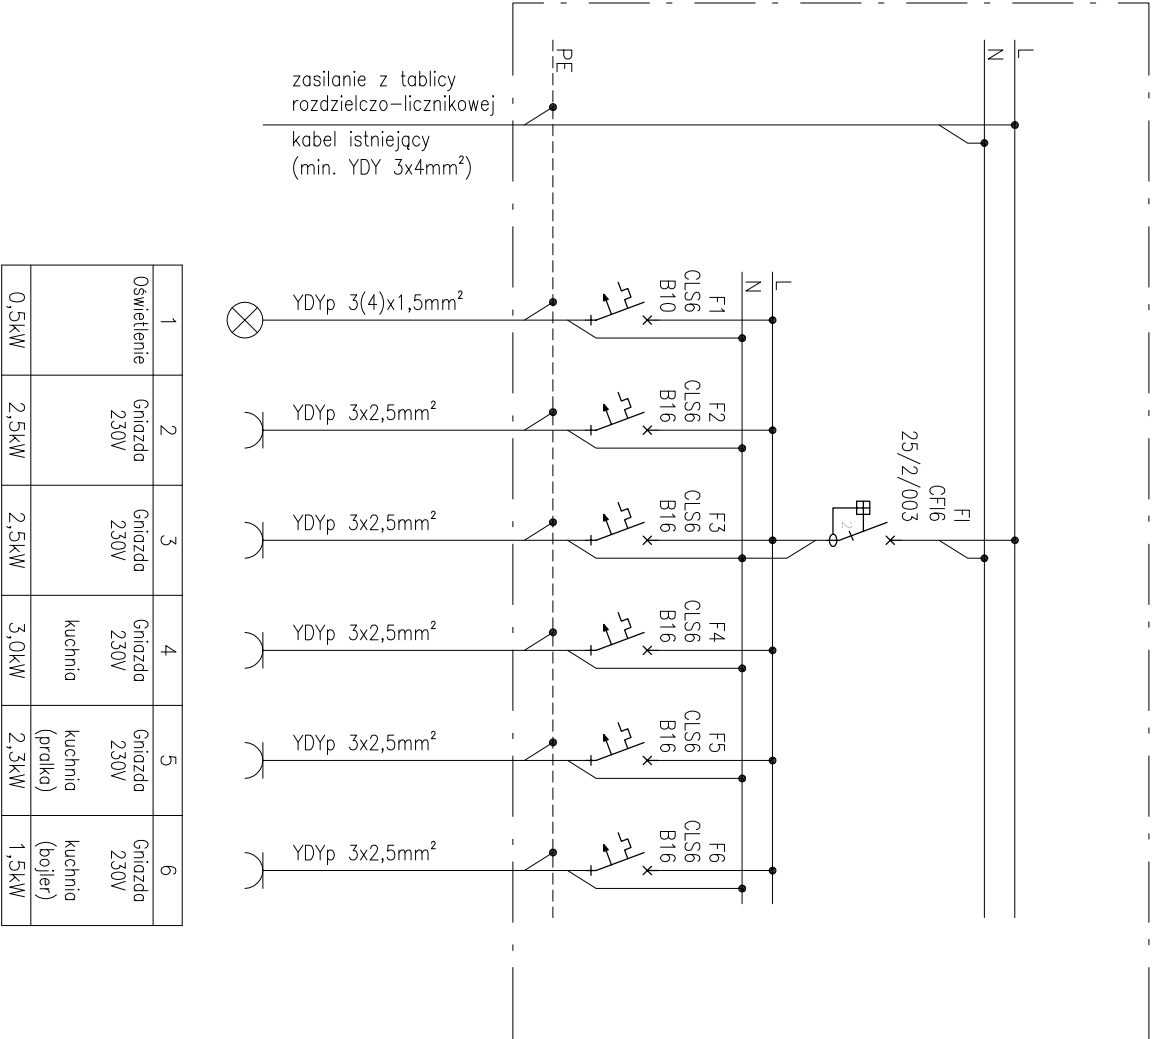 L
N
PE
zasilanie z tablicy
rozdzielczo-licznikowej
kabel istniejący
(min. YDY 3x4mm²)
FI
CFI6
25/2/003
2
L
N
F1
CLS6
B10
F2
CLS6
B16
F3
CLS6
B16
F4
CLS6
B16
F5
CLS6
B16
F6
CLS6
B16
YDYp 3(4)x1,5mm²
YDYp 3x2,5mm²
YDYp 3x2,5mm²
YDYp 3x2,5mm²
YDYp 3x2,5mm²
YDYp 3x2,5mm²
1
Oświetlenie
0,5kW
2
Gniazda
230V
2,5kW
3
Gniazda
230V
2,5kW
4
Gniazda
230V
kuchnia
3,0kW
5
Gniazda
230V
kuchnia
(pralka)
2,3kW
6
Gniazda
230V
kuchnia
(bojler)
1,5kW